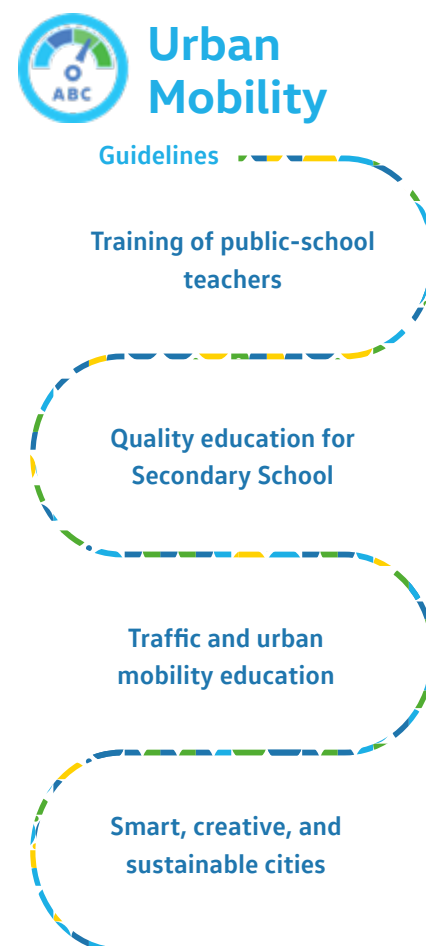 Urban
Mobility
ABC
Guidelines
Training of public-school
teachers
Quality education for
Secondary School
Traffic and urban
mobility education
Smart, creative, and
sustainable cities